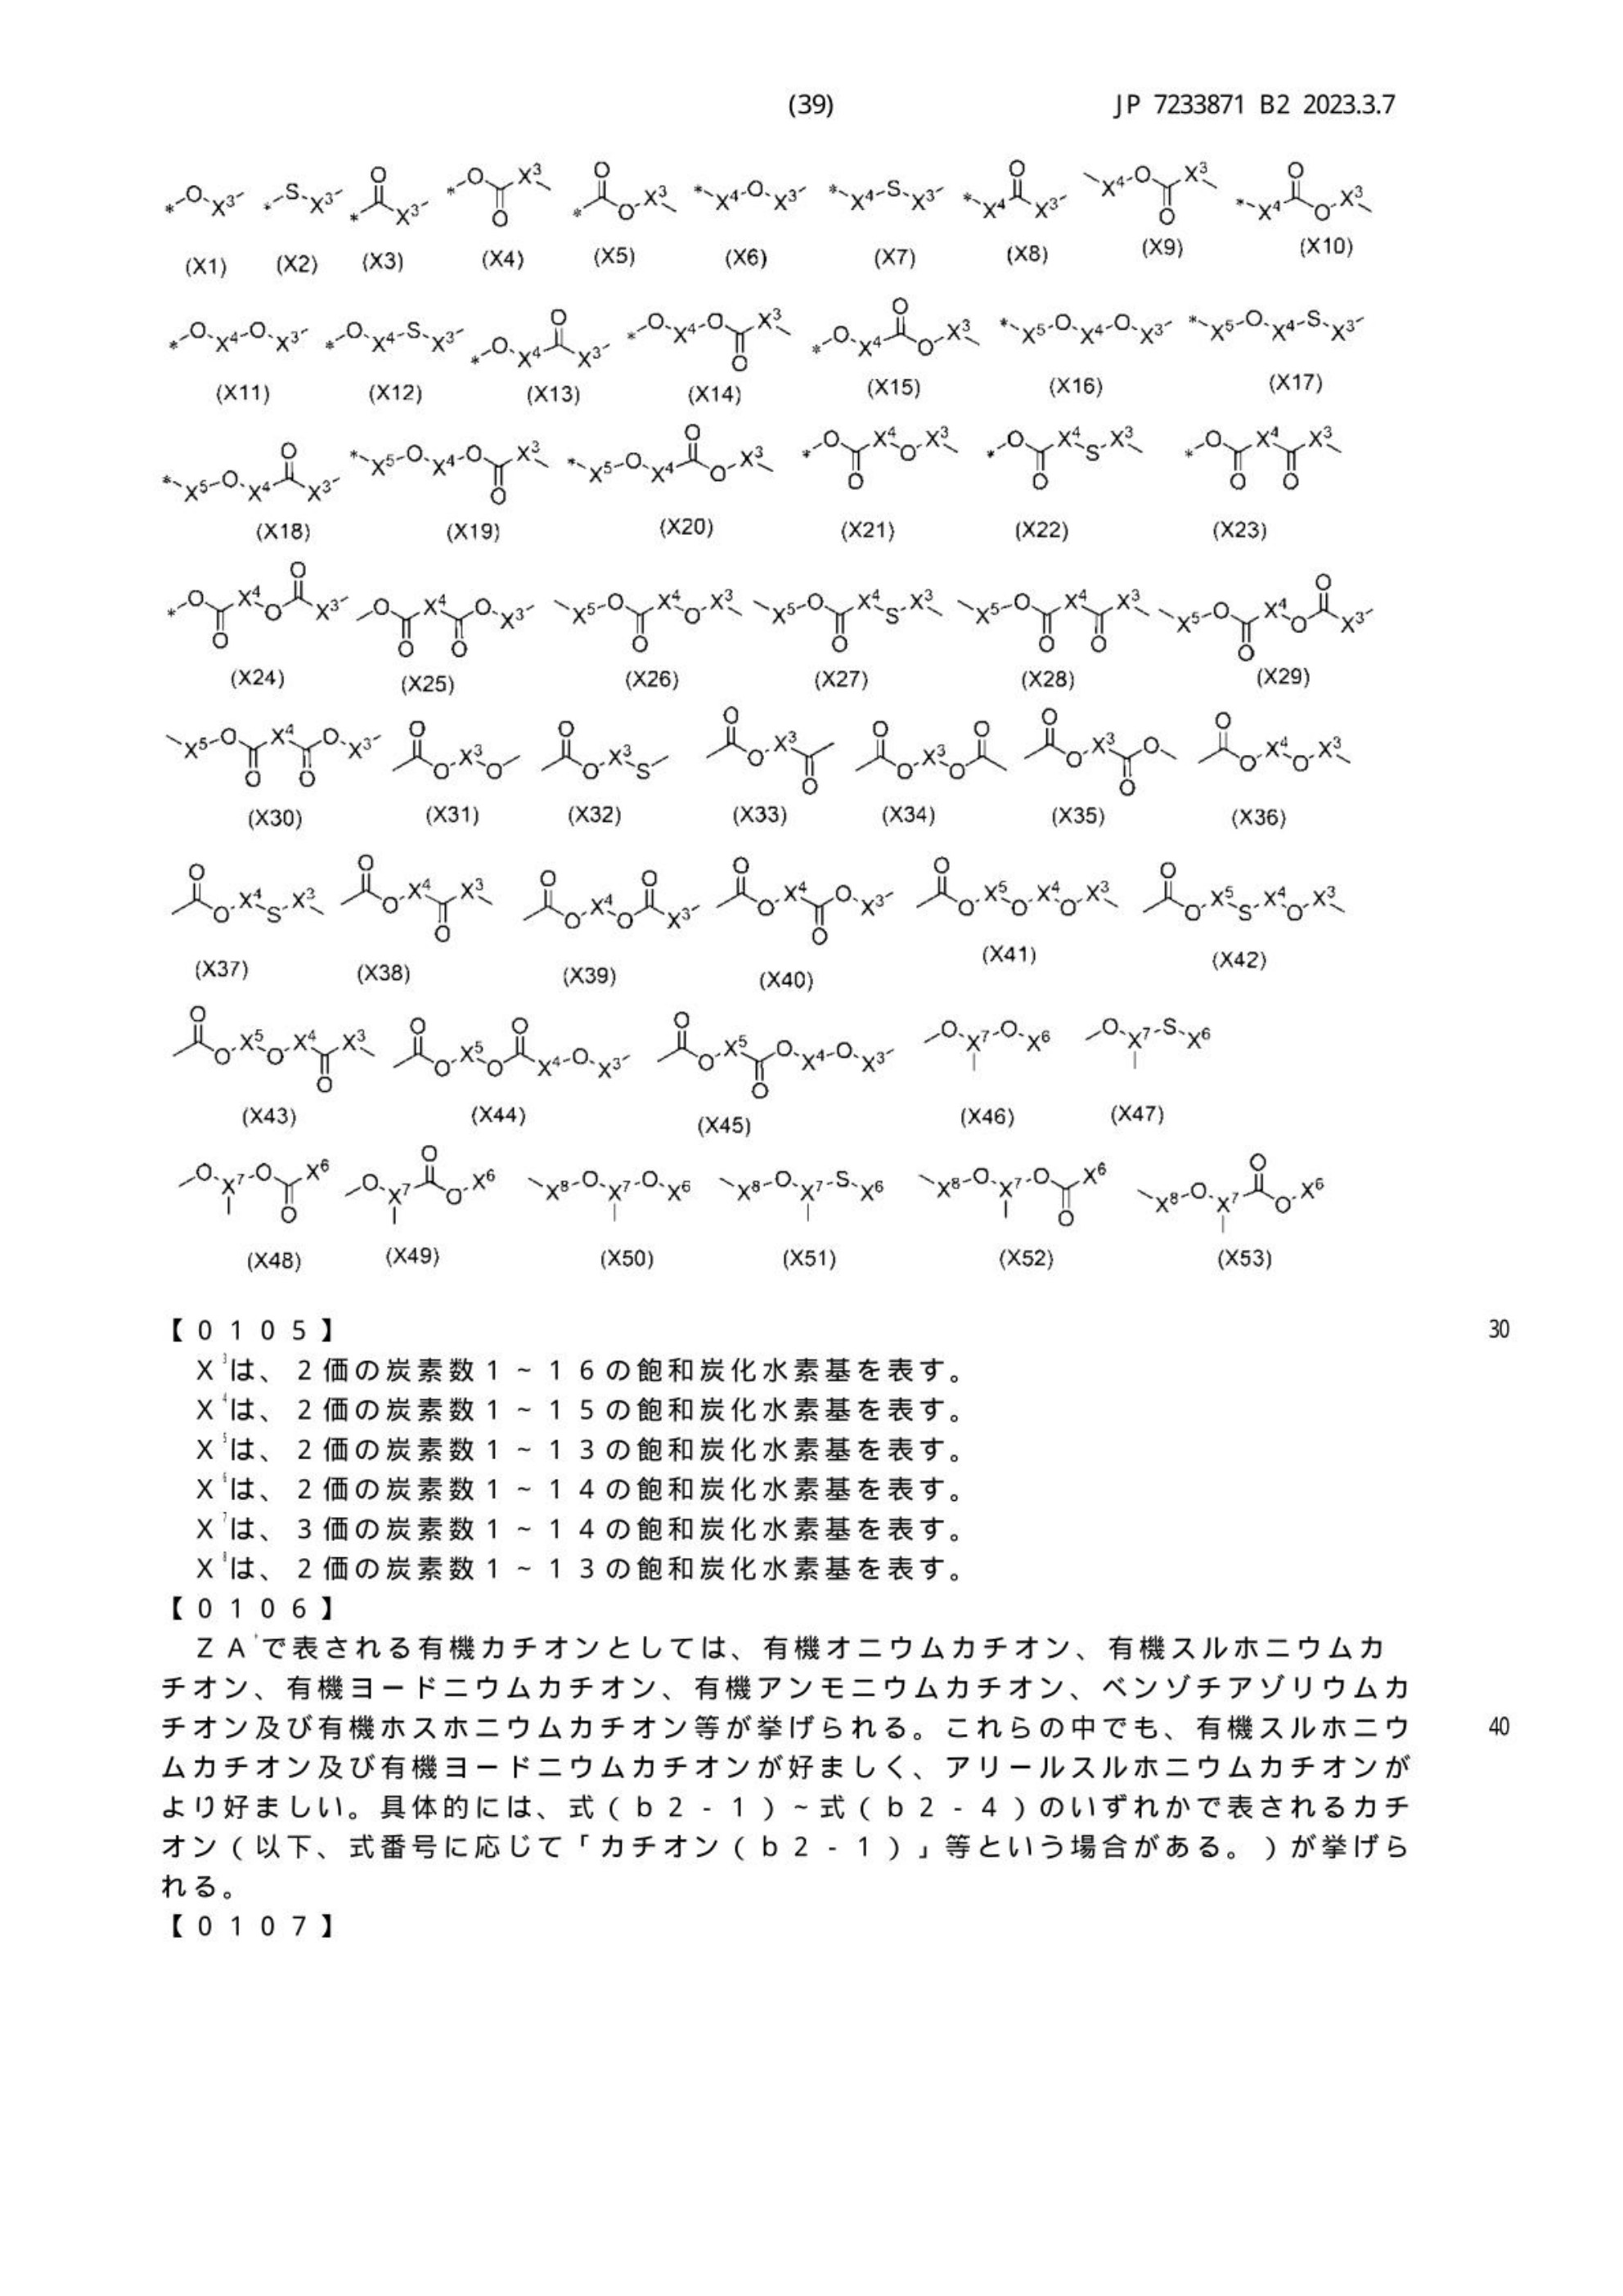 (39)
JP 7233871 B2 2023.3.7
(X1) (X2) (X3) (X4) (X5) (X6) (X7) (X8) (X9) (X10)
(X11) (X12) (X13) (X14) (X15) (X16) (X17)
(X18) (X19) (X20) (X21) (X22) (X23)
(X24) (X25) (X26) (X27) (X28) (X29)
(X30) (X31) (X32) (X33) (X34) (X35) (X36)
(X37) (X38) (X39) (X40) (X41) (X42)
(X43) (X44) (X45) (X46) (X47)
(X48) (X49) (X50) (X51) (X52) (X53)
【0105】 30
X³は、2価の炭素数1~16の飽和炭化水素基を表す。
X⁴は、2価の炭素数1~15の飽和炭化水素基を表す。
X⁵は、2価の炭素数1~13の飽和炭化水素基を表す。
X⁶は、2価の炭素数1~14の飽和炭化水素基を表す。
X⁷は、3価の炭素数1~14の飽和炭化水素基を表す。
X⁸は、2価の炭素数1~13の飽和炭化水素基を表す。
【0106】
ZA⁺で表される有機カチオンとしては、有機オニウムカチオン、有機スルホニウムカ
チオン、有機ヨードニウムカチオン、有機アンモニウムカチオン、ベンゾチアゾリウムカ
チオン及び有機ホスホニウムカチオン等が挙げられる。これらの中でも、有機スルホニウ 40
ムカチオン及び有機ヨードニウムカチオンが好ましく、アリールスルホニウムカチオンが
より好ましい。具体的には、式(b2-1)~式(b2-4)のいずれかで表されるカチ
オン(以下、式番号に応じて「カチオン(b2-1)」等という場合がある。)が挙げら
れる。
【0107】